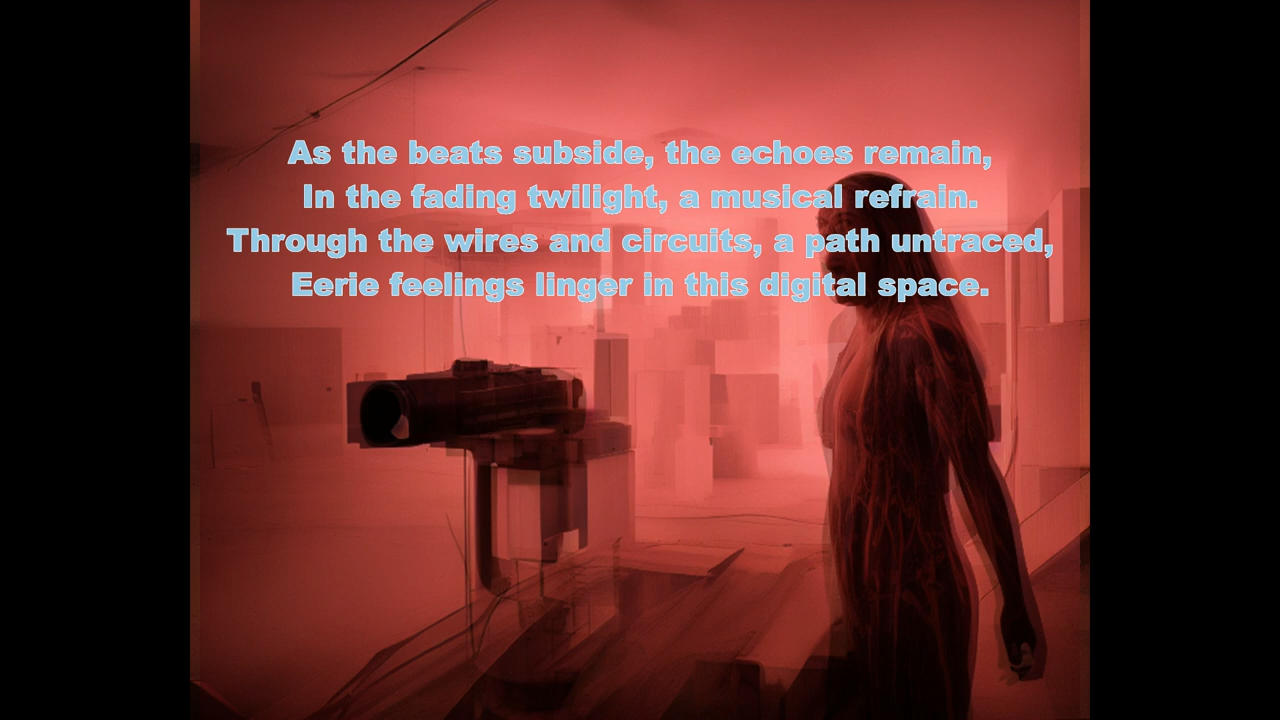 As the beats subside, the echoes remain,
In the fading twilight, a musical refrain.
Through the wires and circuits, a path untraced,
Eerie feelings linger in this digital space.